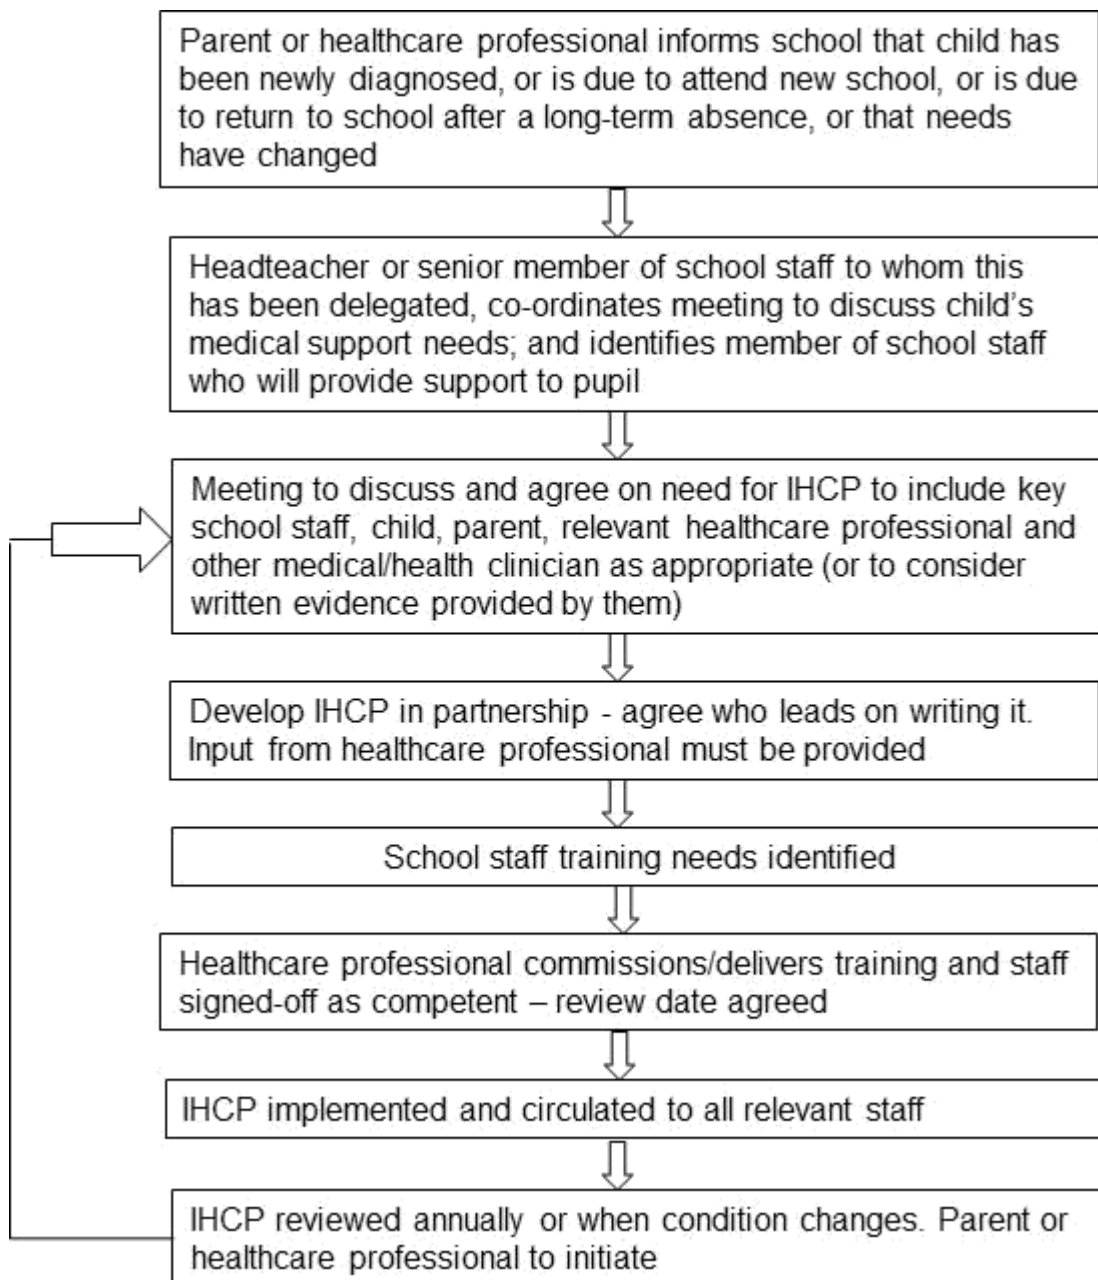 Parent or healthcare professional informs school that child has
been newly diagnosed, or is due to attend new school, or is due
to return to school after a long-term absence, or that needs
have changed
Headteacher or senior member of school staff to whom this
has been delegated, co-ordinates meeting to discuss child’s
medical support needs; and identifies member of school staff
who will provide support to pupil
Meeting to discuss and agree on need for IHCP to include key
school staff, child, parent, relevant healthcare professional and
other medical/health clinician as appropriate (or to consider
written evidence provided by them)
Develop IHCP in partnership - agree who leads on writing it.
Input from healthcare professional must be provided
School staff training needs identified
Healthcare professional commissions/delivers training and staff
signed-off as competent – review date agreed
IHCP implemented and circulated to all relevant staff
IHCP reviewed annually or when condition changes. Parent or
healthcare professional to initiate